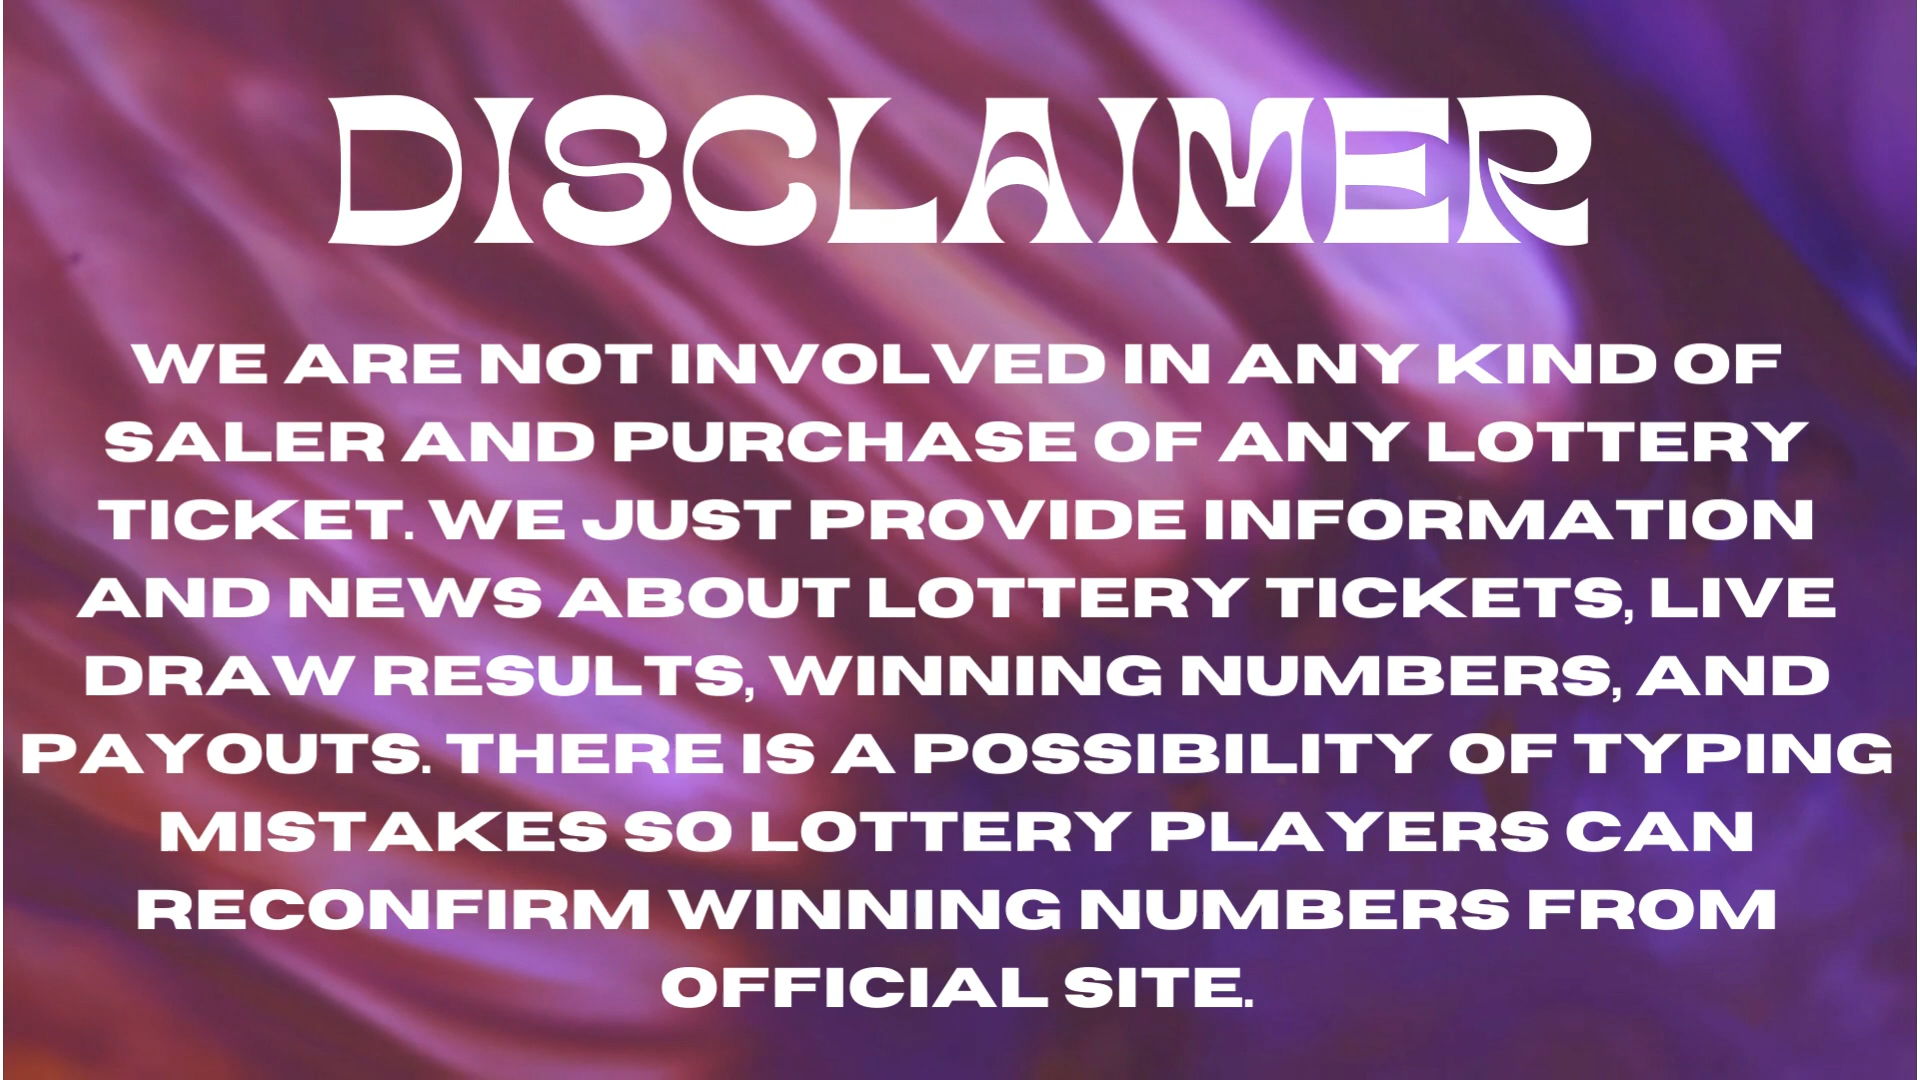 DISCLAIMER
WE ARE NOT INVOLVED IN ANY KIND OF
SALER AND PURCHASE OF ANY LOTTERY
TICKET. WE JUST PROVIDE INFORMATION
AND NEWS ABOUT LOTTERY TICKETS, LIVE
DRAW RESULTS, WINNING NUMBERS, AND
PAYOUTS. THERE IS A POSSIBILITY OF TYPING
MISTAKES SO LOTTERY PLAYERS CAN
RECONFIRM WINNING NUMBERS FROM
OFFICIAL SITE.